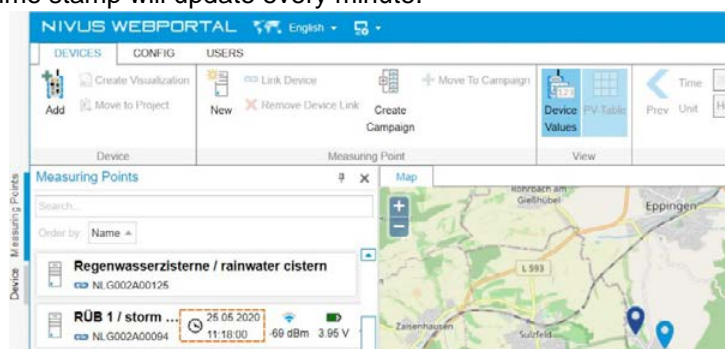 time stamp will update every minute.
NIVUS WEBPORTAL English
DEVICES CONFIG USERS
Create Visualization Link Device Move To Campaign Time
Add Move to Project New Remove Device Link Create Campaign Device Values PV-Table Prev Unit
Device Measuring Point View
Measuring Points Map
Search...
Order by: Name
Regenwasserzisterne / rainwater cistern
NLG002A00125
RÜB 1 / storm ... 25.05.2020 11:18:00 -69 dBm 3.95 V
NLG002A00094
Device Measuring Points
Rohrbach am Gießhübel
Eppingen
L 593
Zaisenhausen
Sulzfeld